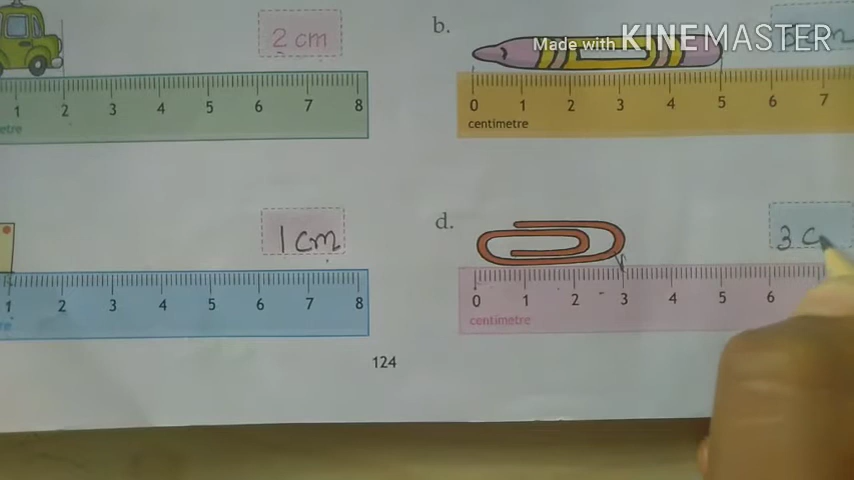 2 cm
1 2 3 4 5 6 7 8
etre
b.
Made with KINEMASTER
0 1 2 3 4 5 6 7
centimetre
1 cm
1 2 3 4 5 6 7 8
d.
3 c
0 1 2 3 4 5 6
centimetre
124